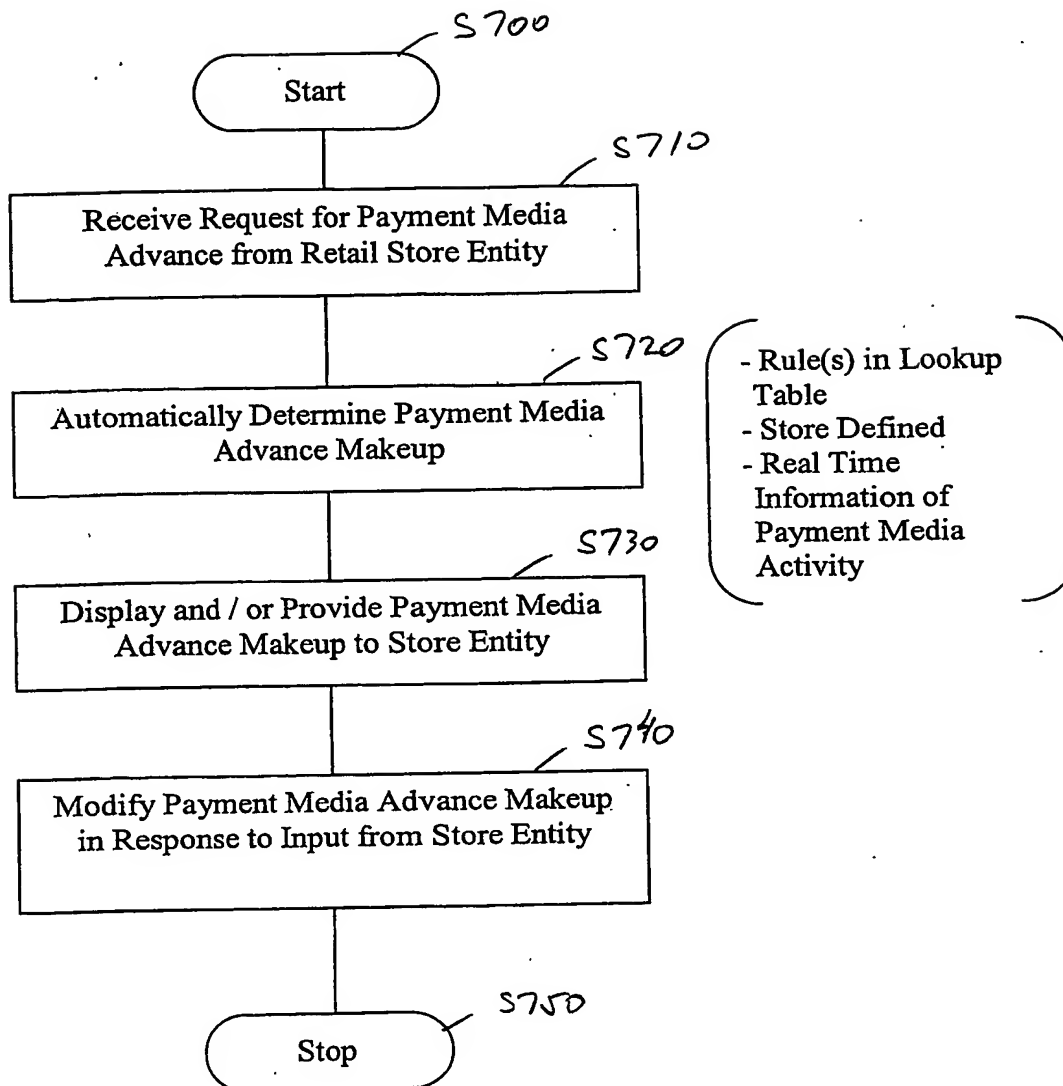 S700
Start
S710
Receive Request for Payment Media
Advance from Retail Store Entity
S720
Automatically Determine Payment Media
Advance Makeup
- Rule(s) in Lookup
Table
- Store Defined
- Real Time
Information of
Payment Media
Activity
S730
Display and / or Provide Payment Media
Advance Makeup to Store Entity
S740
Modify Payment Media Advance Makeup
in Response to Input from Store Entity
S750
Stop